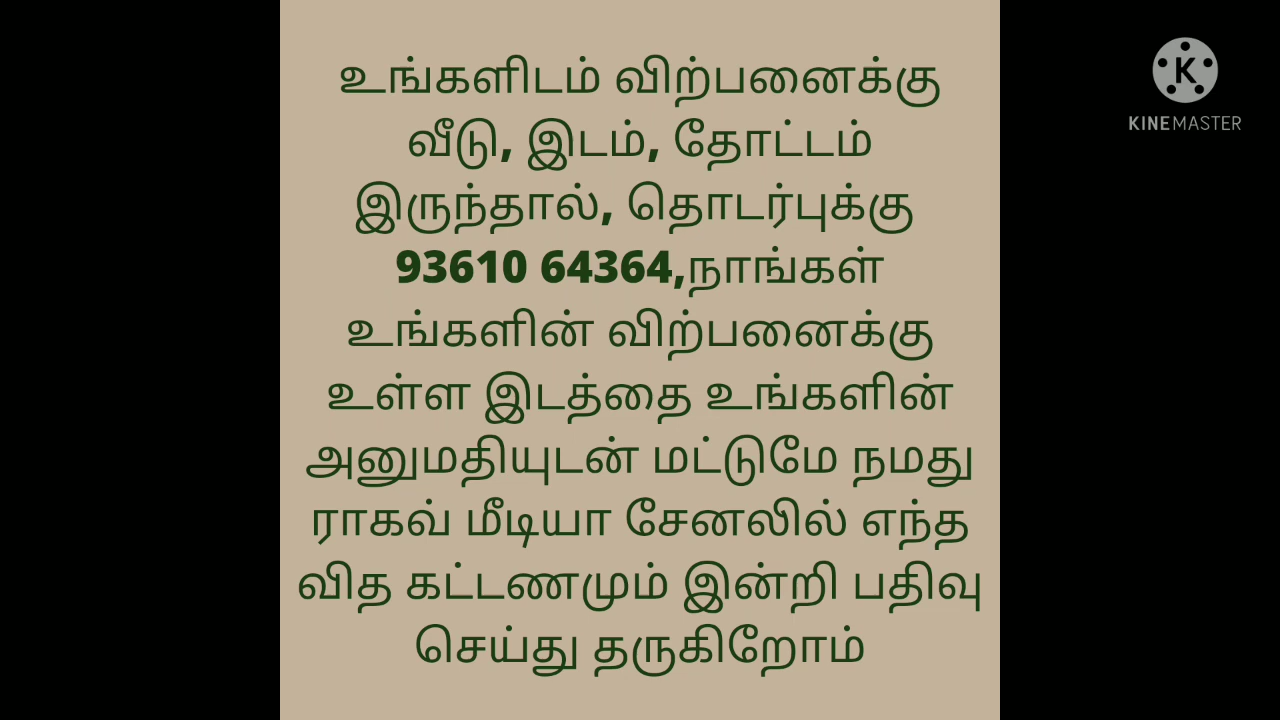 உங்களிடம் விற்பனைக்கு
வீடு, இடம், தோட்டம்
இருந்தால், தொடர்புக்கு
93610 64364,நாங்கள்
உங்களின் விற்பனைக்கு
உள்ள இடத்தை உங்களின்
அனுமதியுடன் மட்டுமே நமது
ராகவ் மீடியா சேனலில் எந்த
வித கட்டணமும் இன்றி பதிவு
செய்து தருகிறோம்
K
KINEMASTER